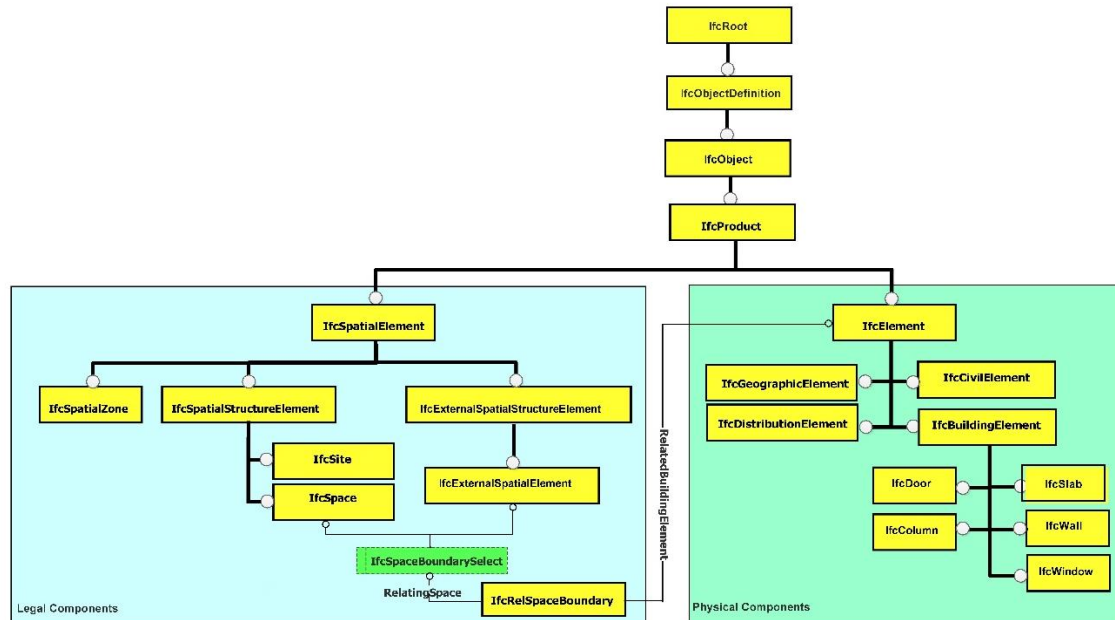 IfcRoot
IfcObjectDefinition
IfcObject
IfcProduct
IfcSpatialElement
IfcElement
IfcSpatialZone
IfcSpatialStructureElement
IfcExternalSpatialStructureElement
IfcGeographicElement
IfcCivilElement
IfcDistributionElement
IfcBuildingElement
IfcSite
IfcSpace
IfcExternalSpatialElement
RelatedBuildingElement
IfcDoor
IfcSlab
IfcColumn
IfcWall
IfcWindow
IfcSpaceBoundarySelect
RelatingSpace
IfcRelSpaceBoundary
Legal Components
Physical Components